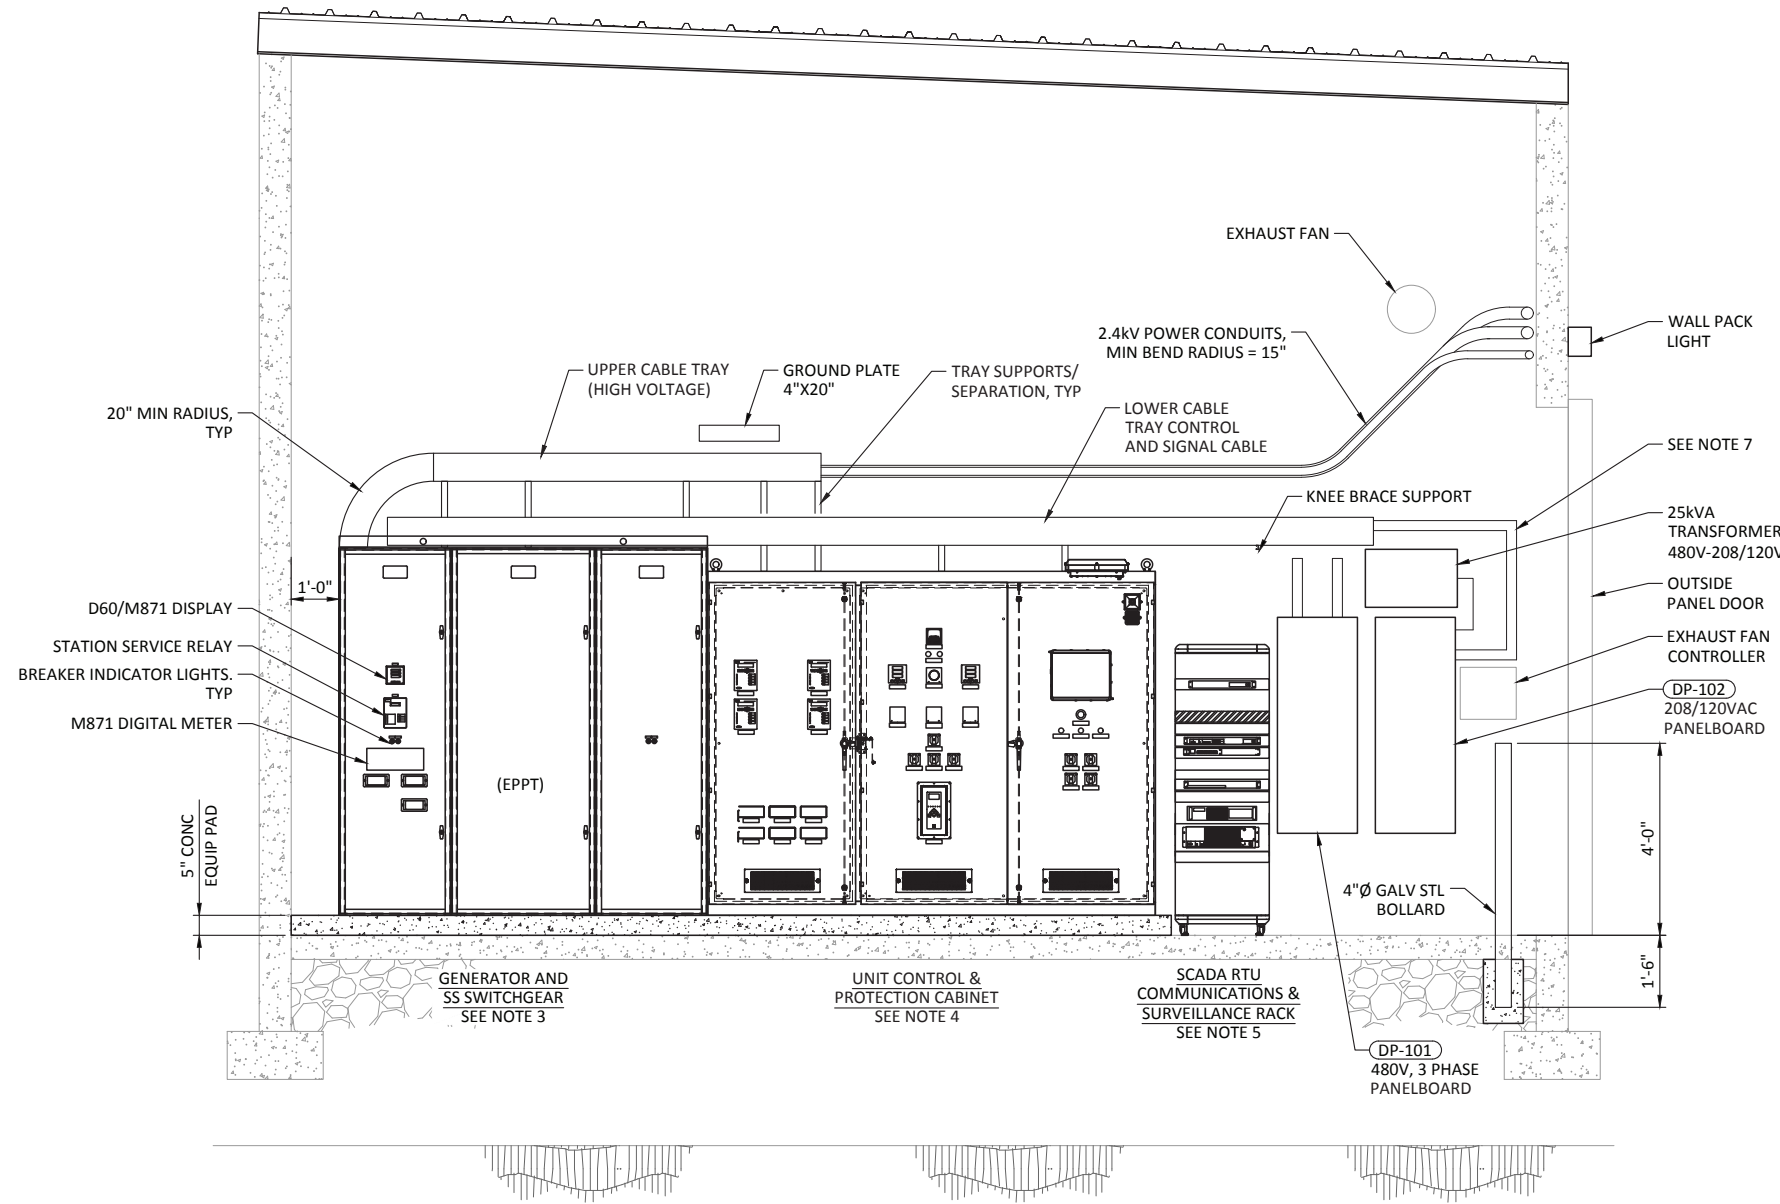 EXHAUST FAN
WALL PACK
LIGHT
2.4kV POWER CONDUITS,
MIN BEND RADIUS = 15"
UPPER CABLE TRAY
(HIGH VOLTAGE)
GROUND PLATE
4"X20"
TRAY SUPPORTS/
SEPARATION, TYP
LOWER CABLE
TRAY CONTROL
AND SIGNAL CABLE
20" MIN RADIUS,
TYP
SEE NOTE 7
KNEE BRACE SUPPORT
25kVA
TRANSFORMER
480V-208/120V
1'-0"
OUTSIDE
PANEL DOOR
D60/M871 DISPLAY
STATION SERVICE RELAY
BREAKER INDICATOR LIGHTS.
TYP
M871 DIGITAL METER
EXHAUST FAN
CONTROLLER
DP-102
208/120VAC
PANELBOARD
(EPPT)
5" CONC
EQUIP PAD
4'-0"
4"Ø GALV STL
BOLLARD
1'-6"
GENERATOR AND
SS SWITCHGEAR
SEE NOTE 3
UNIT CONTROL &
PROTECTION CABINET
SEE NOTE 4
SCADA RTU
COMMUNICATIONS &
SURVEILLANCE RACK
SEE NOTE 5
DP-101
480V, 3 PHASE
PANELBOARD